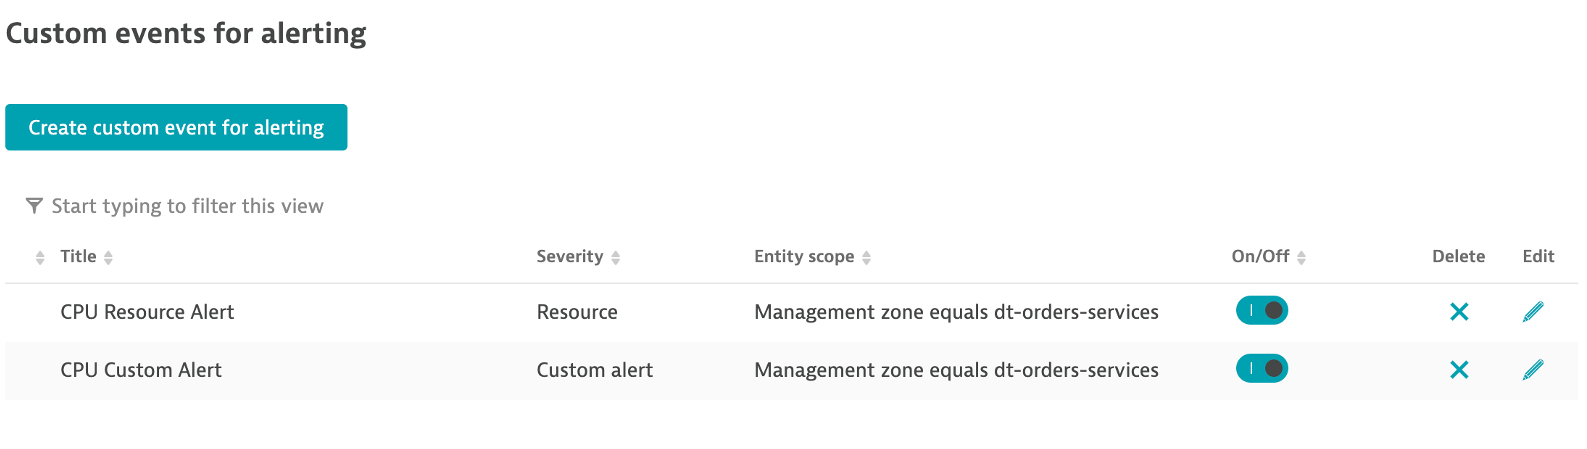 Custom events for alerting
Create custom event for alerting
Start typing to filter this view
Title Severity Entity scope On/Off Delete Edit
CPU Resource Alert Resource Management zone equals dt-orders-services
CPU Custom Alert Custom alert Management zone equals dt-orders-services